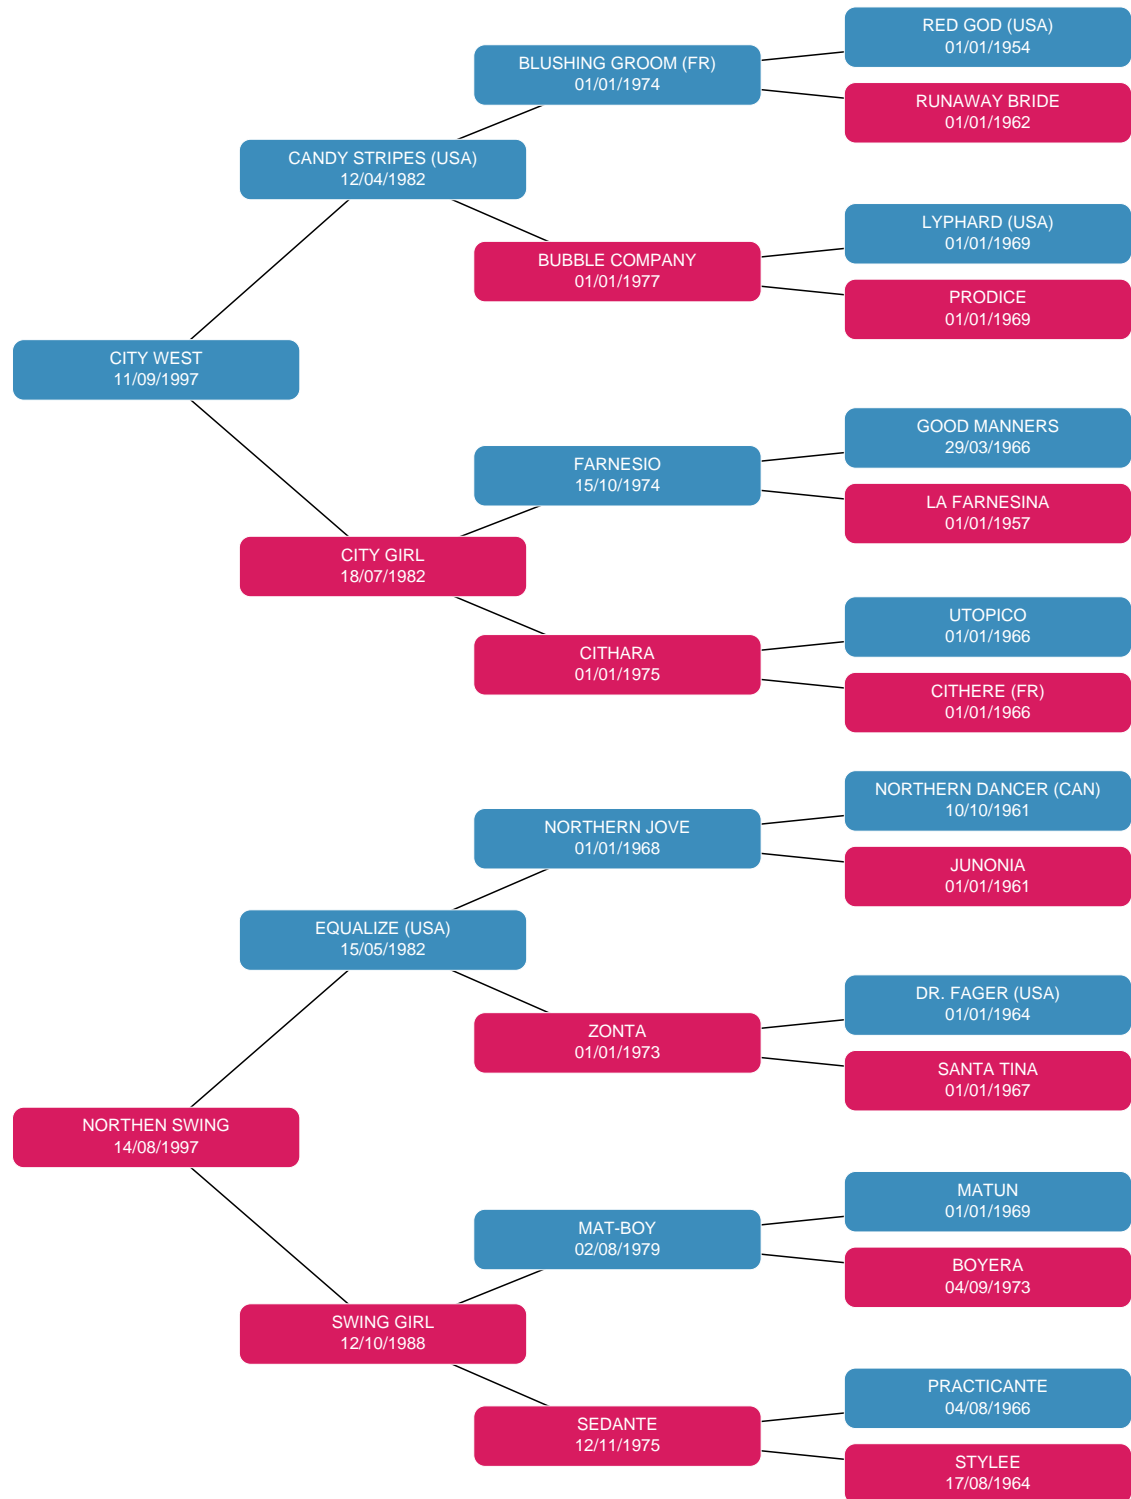 RED GOD (USA)
01/01/1954
BLUSHING GROOM (FR)
01/01/1974
RUNAWAY BRIDE
01/01/1962
CANDY STRIPES (USA)
12/04/1982
LYPHARD (USA)
01/01/1969
BUBBLE COMPANY
01/01/1977
PRODICE
01/01/1969
CITY WEST
11/09/1997
GOOD MANNERS
29/03/1966
FARNESIO
15/10/1974
LA FARNESINA
01/01/1957
CITY GIRL
18/07/1982
UTOPICO
01/01/1966
CITHARA
01/01/1975
CITHERE (FR)
01/01/1966
NORTHERN DANCER (CAN)
10/10/1961
NORTHERN JOVE
01/01/1968
JUNONIA
01/01/1961
EQUALIZE (USA)
15/05/1982
DR. FAGER (USA)
01/01/1964
ZONTA
01/01/1973
SANTA TINA
01/01/1967
NORTHEN SWING
14/08/1997
MATUN
01/01/1969
MAT-BOY
02/08/1979
BOYERA
04/09/1973
SWING GIRL
12/10/1988
PRACTICANTE
04/08/1966
SEDANTE
12/11/1975
STYLEE
17/08/1964